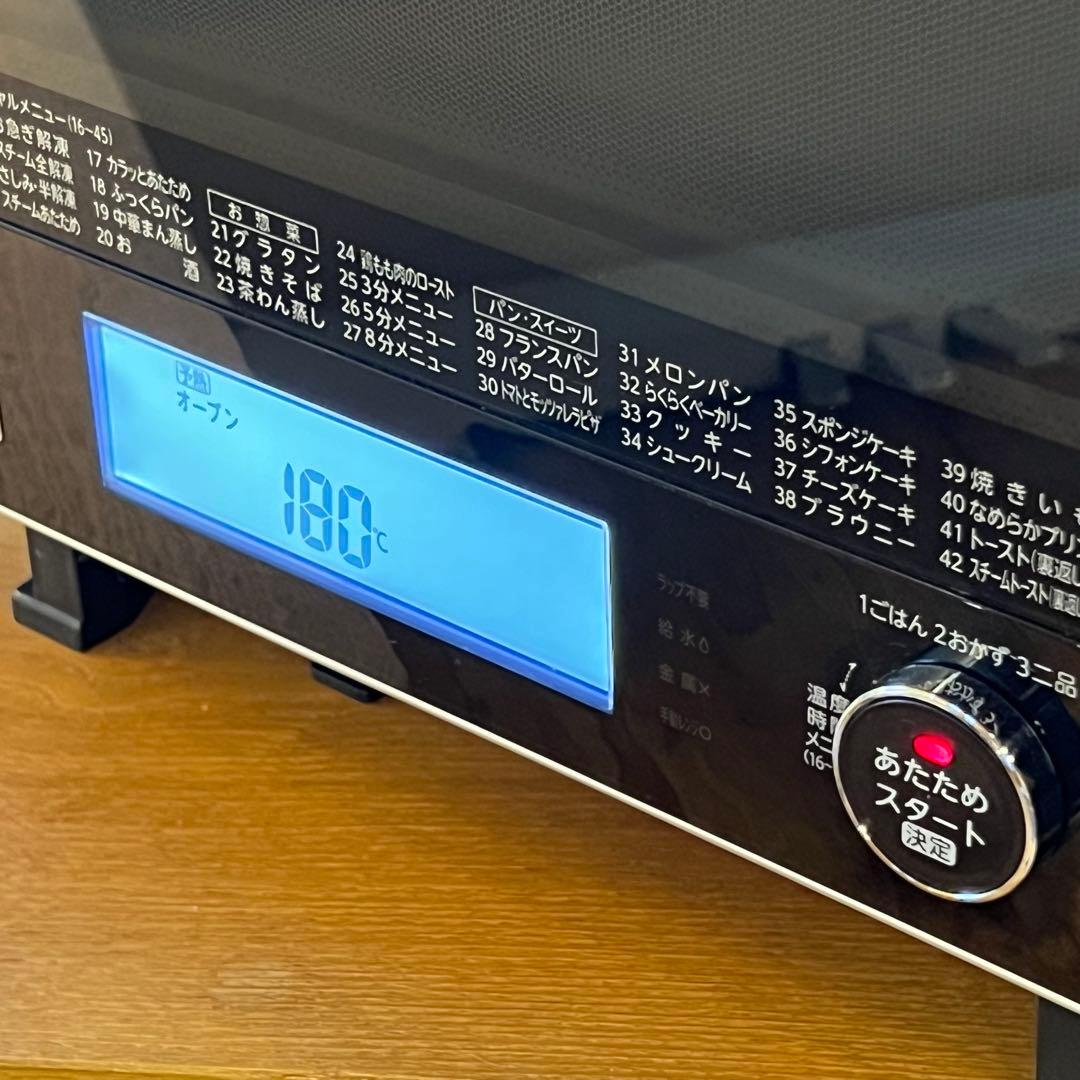 ャルメニュー(16~45)
急ぎ解凍
スチーム全解凍
さしみ・半解凍
スチームあたため
17 カラッとあたため
18 ふっくらパン
19 中華まん蒸し
20 お酒
お惣菜
21 グラタン
22 焼きそば
23 茶わん蒸し
24 鶏もも肉のロースト
25 3分メニュー
26 5分メニュー
27 8分メニュー
パン・スイーツ
28 フランスパン
29 バターロール
30 トマトとモッツァレラピザ
31 メロンパン
32 らくらくベーカリー
33 クッキー
34 シュークリーム
35 スポンジケーキ
36 シフォンケーキ
37 チーズケーキ
38 ブラウニー
39 焼きい
40 なめらかプリ
41 トースト(裏返し
42 スチームトースト(裏返
予熱
オーブン
180℃
ラップ不要
給水
金属×
手動レンジ○
1ごはん 2おかず 3二品
温度
時間
メニ
(16~
あたため
スタート
決定